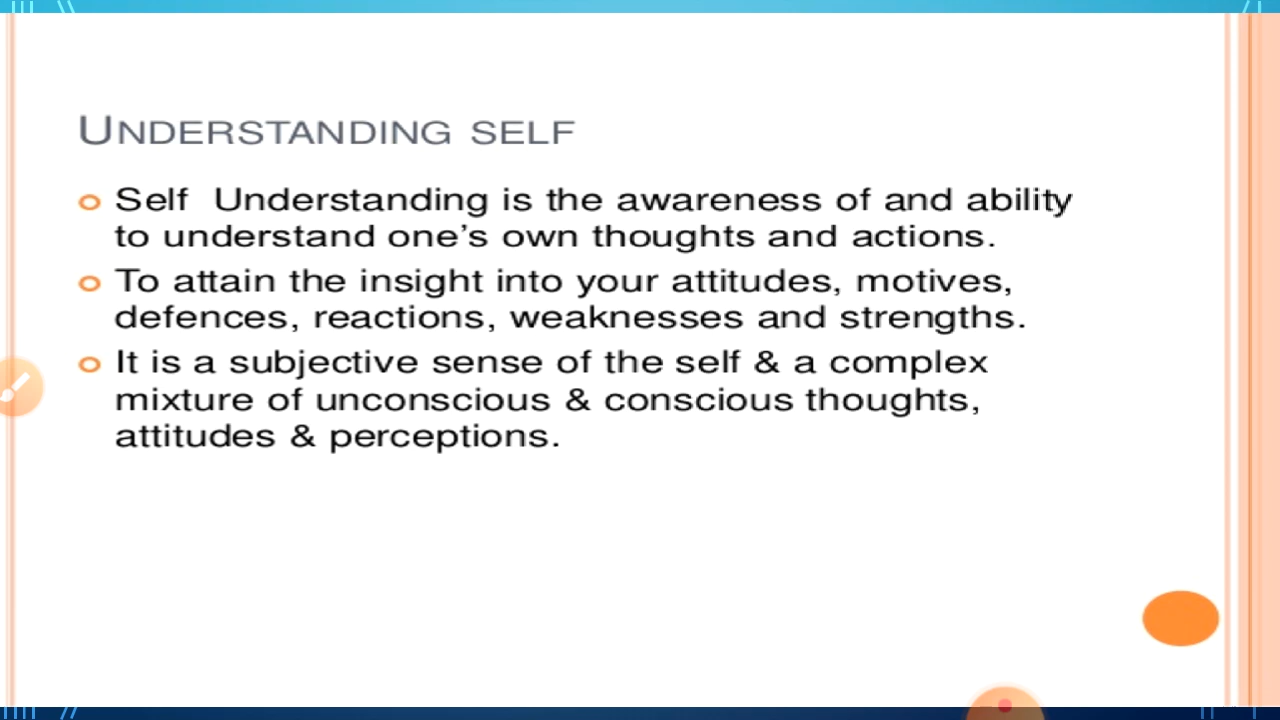 UNDERSTANDING SELF
Self Understanding is the awareness of and ability
to understand one's own thoughts and actions.
To attain the insight into your attitudes, motives,
defences, reactions, weaknesses and strengths.
It is a subjective sense of the self & a complex
mixture of unconscious & conscious thoughts,
attitudes & perceptions.